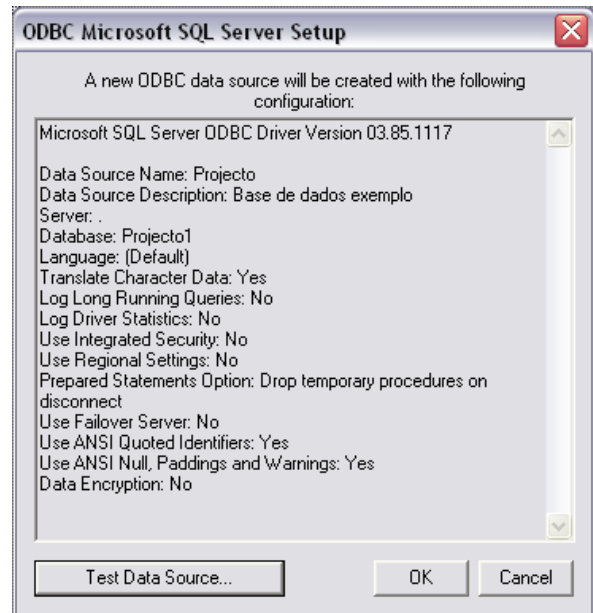 ODBC Microsoft SQL Server Setup
A new ODBC data source will be created with the following
configuration:
Microsoft SQL Server ODBC Driver Version 03.85.1117
Data Source Name: Projecto
Data Source Description: Base de dados exemplo
Server: .
Database: Projecto1
Language: (Default)
Translate Character Data: Yes
Log Long Running Queries: No
Log Driver Statistics: No
Use Integrated Security: No
Use Regional Settings: No
Prepared Statements Option: Drop temporary procedures on
disconnect
Use Failover Server: No
Use ANSI Quoted Identifiers: Yes
Use ANSI Null, Paddings and Warnings: Yes
Data Encryption: No
Test Data Source... OK Cancel